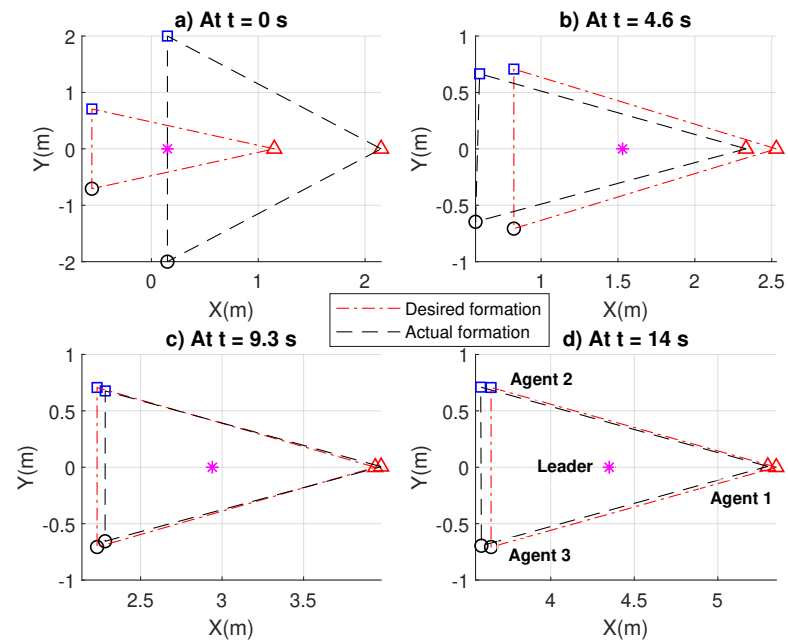 a) At t = 0 s
2
1
0
-1
-2
Y(m)
0
1
2
X(m)
b) At t = 4.6 s
1
0.5
0
-0.5
-1
Y(m)
1
1.5
2
2.5
X(m)
Desired formation
Actual formation
c) At t = 9.3 s
1
0.5
0
-0.5
-1
Y(m)
2.5
3
3.5
X(m)
d) At t = 14 s
1
0.5
0
-0.5
-1
Y(m)
Agent 2
Leader
Agent 1
Agent 3
4
4.5
5
X(m)